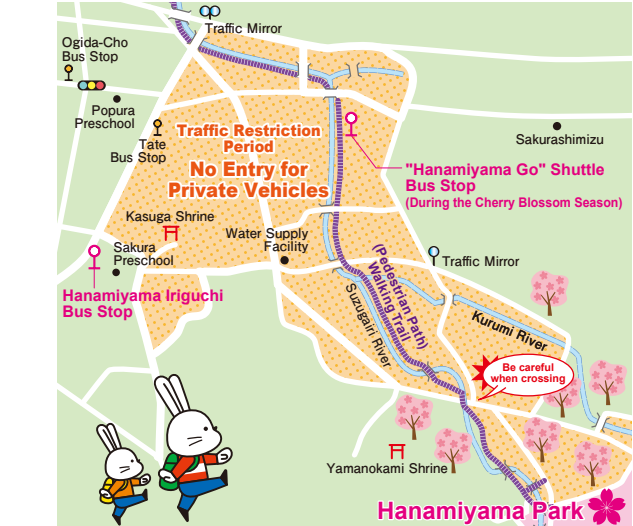 Traffic Mirror
Ogida-Cho
Bus Stop
Popura
Preschool
Tate
Bus Stop
Traffic Restriction
Period
No Entry for
Private Vehicles
Sakurashimizu
"Hanamiyama Go" Shuttle
Bus Stop
(During the Cherry Blossom Season)
Kasuga Shrine
Water Supply
Facility
Sakura
Preschool
Traffic Mirror
Hanamiyama Iriguchi
Bus Stop
(Pedestrian Path)
Walking Trail
Suzugairi River
Kurumi River
Be careful
when crossing
Yamanokami Shrine
Hanamiyama Park